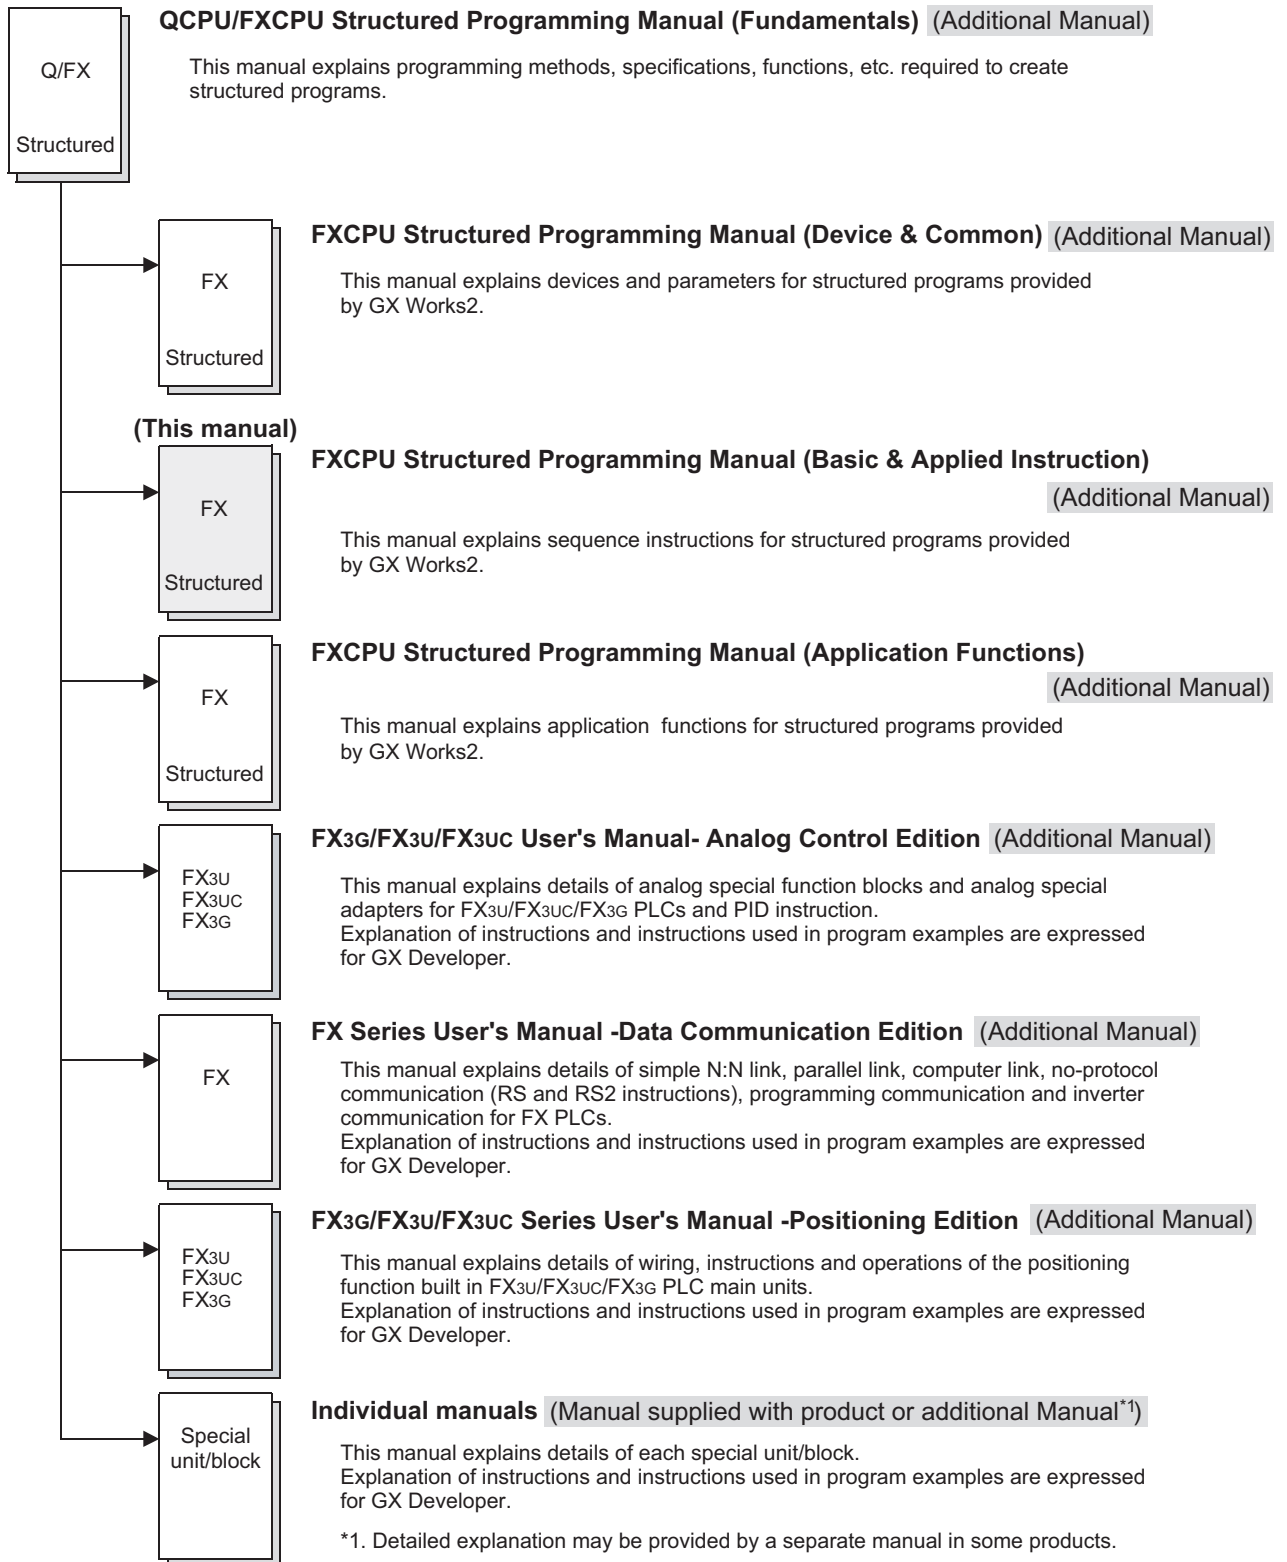 QCPU/FXCPU Structured Programming Manual (Fundamentals) (Additional Manual)
Q/FX
Structured
This manual explains programming methods, specifications, functions, etc. required to create
structured programs.
FXCPU Structured Programming Manual (Device & Common) (Additional Manual)
FX
Structured
This manual explains devices and parameters for structured programs provided
by GX Works2.
(This manual)
FXCPU Structured Programming Manual (Basic & Applied Instruction)
(Additional Manual)
FX
Structured
This manual explains sequence instructions for structured programs provided
by GX Works2.
FXCPU Structured Programming Manual (Application Functions)
(Additional Manual)
FX
Structured
This manual explains application functions for structured programs provided
by GX Works2.
FX3G/FX3U/FX3UC User's Manual- Analog Control Edition (Additional Manual)
FX3U
FX3UC
FX3G
This manual explains details of analog special function blocks and analog special
adapters for FX3U/FX3UC/FX3G PLCs and PID instruction.
Explanation of instructions and instructions used in program examples are expressed
for GX Developer.
FX Series User's Manual -Data Communication Edition (Additional Manual)
FX
This manual explains details of simple N:N link, parallel link, computer link, no-protocol
communication (RS and RS2 instructions), programming communication and inverter
communication for FX PLCs.
Explanation of instructions and instructions used in program examples are expressed
for GX Developer.
FX3G/FX3U/FX3UC Series User's Manual -Positioning Edition (Additional Manual)
FX3U
FX3UC
FX3G
This manual explains details of wiring, instructions and operations of the positioning
function built in FX3U/FX3UC/FX3G PLC main units.
Explanation of instructions and instructions used in program examples are expressed
for GX Developer.
Individual manuals (Manual supplied with product or additional Manual*1)
Special
unit/block
This manual explains details of each special unit/block.
Explanation of instructions and instructions used in program examples are expressed
for GX Developer.
*1. Detailed explanation may be provided by a separate manual in some products.